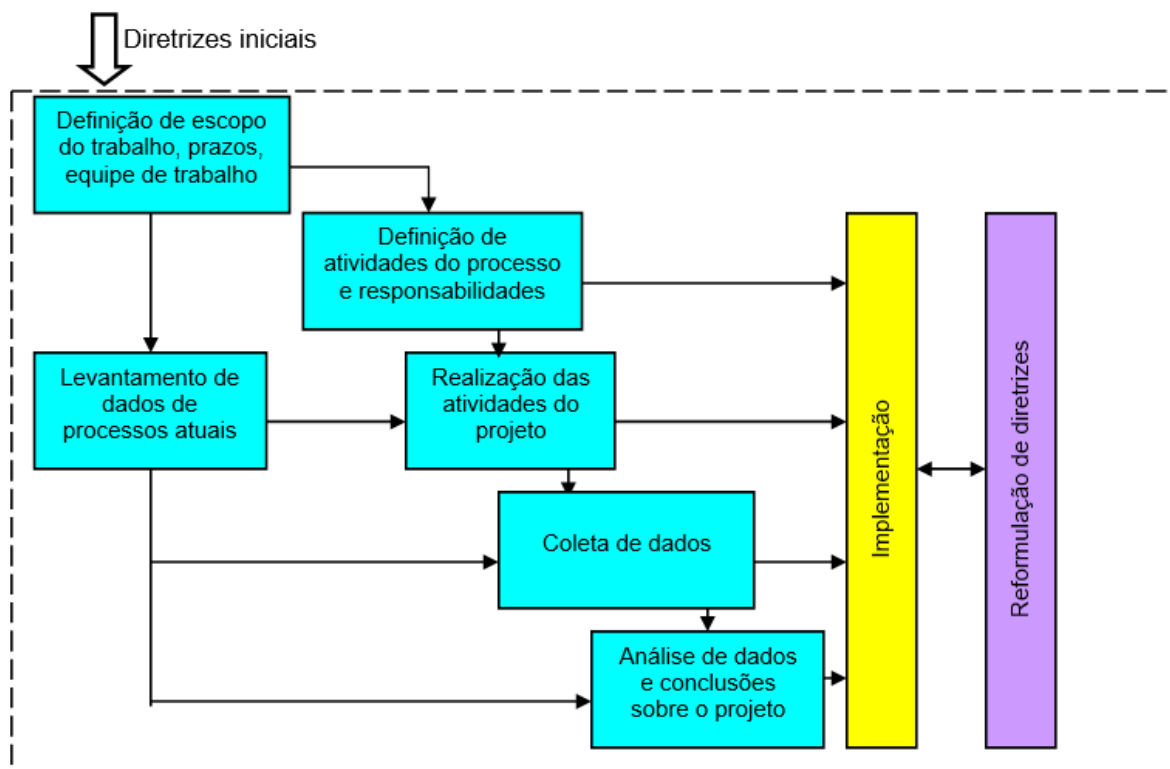 Diretrizes iniciais
Definição de escopo
do trabalho, prazos,
equipe de trabalho
Definição de
atividades do processo
e responsabilidades
Levantamento de
dados de
processos atuais
Realização das
atividades do
projeto
Coleta de dados
Análise de dados
e conclusões
sobre o projeto
Implementação
Reformulação de diretrizes